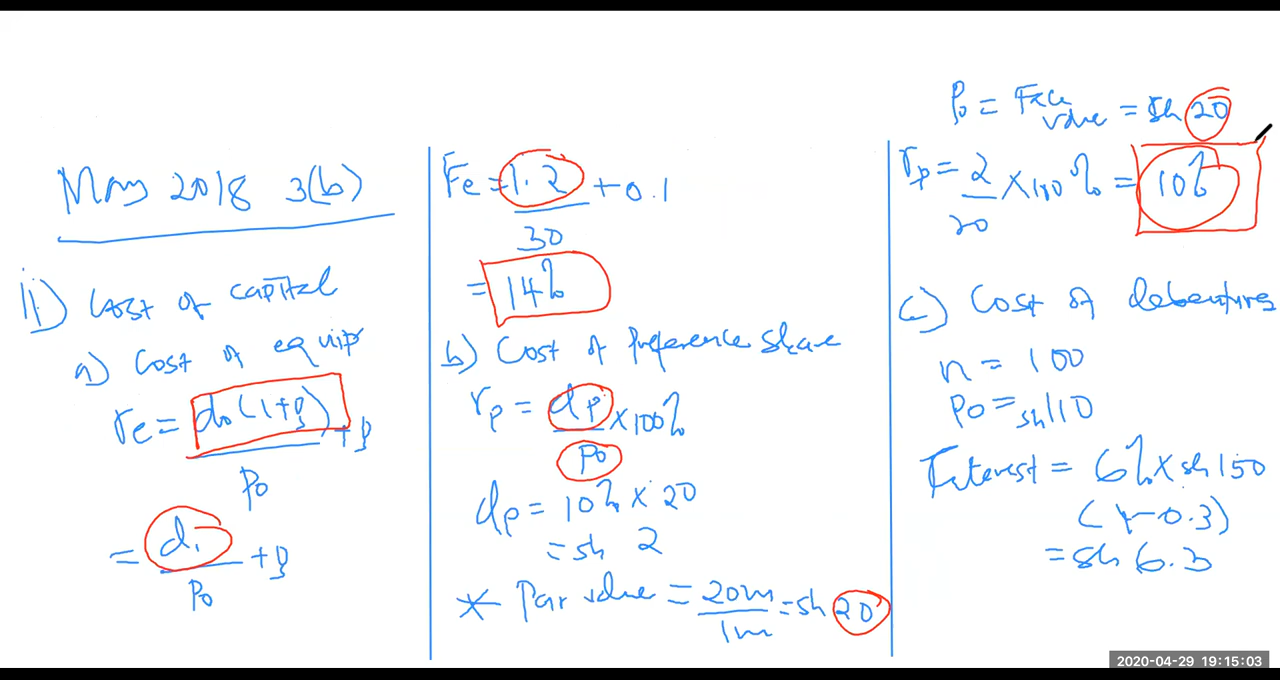 May 2018 3(b)
ii) Cost of capital
a) Cost of equity
re = d₀(1+g) + g
P₀
= d₁ + g
P₀
re = 1.2 + 0.1
30
= 14%
b) Cost of preference share
rp = dp × 100%
P₀
dp = 10% × 20
= sh 2
* Par value = 20m = sh 20
1m
P₀ = Face value = sh 20
rp = 2 × 100% = 10%
20
c) Cost of debentures
n = 100
P₀ = sh 110
Interest = 6% × sh 150
(1-0.3)
= sh 6.3
2020-04-29 19:15:03